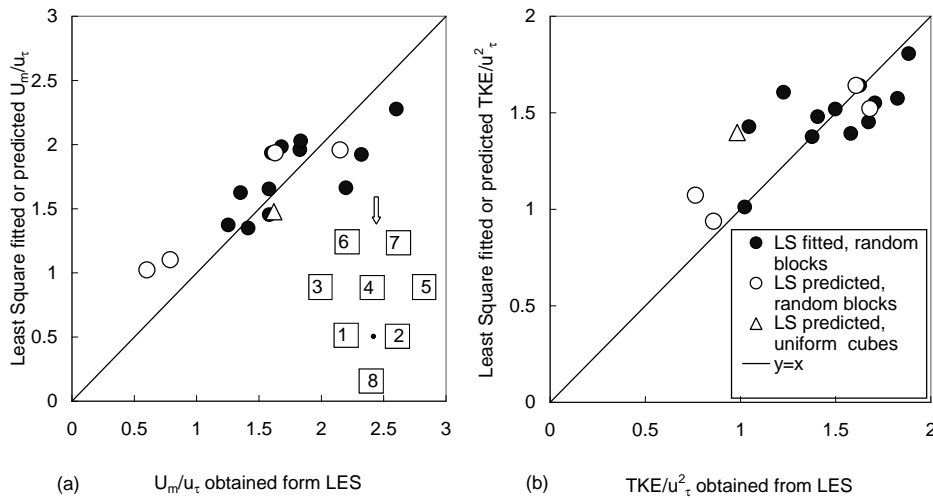 Least Square fitted or predicted Uₘ/u_τ
3
2.5
2
1.5
1
0.5
0
0 0.5 1 1.5 2 2.5 3
6 7
3 4 5
1 2
8
(a) Uₘ/u_τ obtained form LES
Least Square fitted or predicted TKE/u²_τ
2
1.5
1
0.5
0
0 0.5 1 1.5 2
LS fitted, random
blocks
LS predicted,
random blocks
LS predicted,
uniform cubes
y=x
(b) TKE/u²_τ obtained from LES